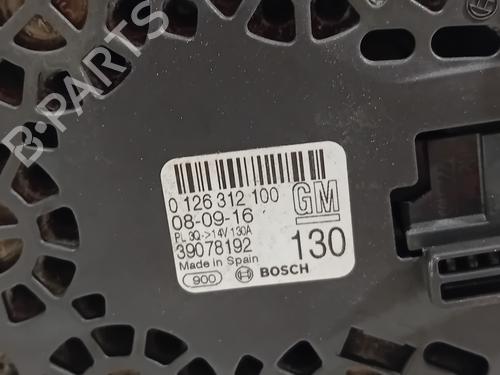 B-PARTS
0 126 312 100
08-09-16
GM
PL 3Q->14V 130A
39078192
130
Made in Spain
900
BOSCH